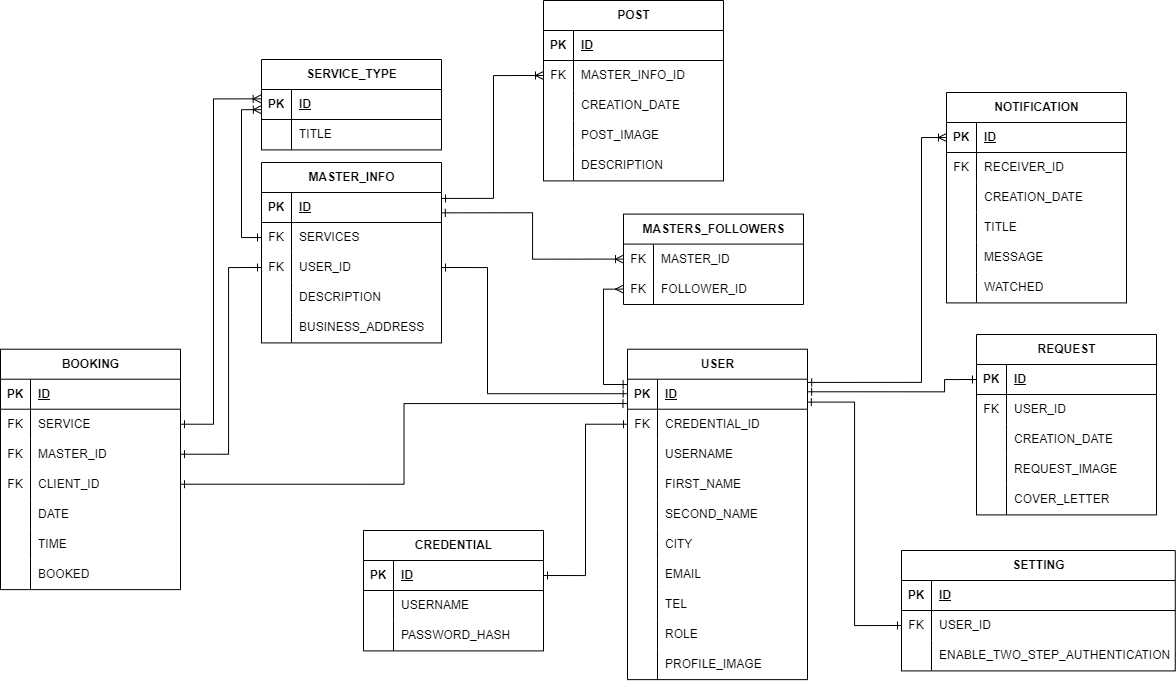 POST
PK ID
FK MASTER_INFO_ID
CREATION_DATE
POST_IMAGE
DESCRIPTION
SERVICE_TYPE
PK ID
TITLE
MASTER_INFO
PK ID
FK SERVICES
FK USER_ID
DESCRIPTION
BUSINESS_ADDRESS
NOTIFICATION
PK ID
FK RECEIVER_ID
CREATION_DATE
TITLE
MESSAGE
WATCHED
MASTERS_FOLLOWERS
FK MASTER_ID
FK FOLLOWER_ID
BOOKING
PK ID
FK SERVICE
FK MASTER_ID
FK CLIENT_ID
DATE
TIME
BOOKED
USER
PK ID
FK CREDENTIAL_ID
USERNAME
FIRST_NAME
SECOND_NAME
CITY
EMAIL
TEL
ROLE
PROFILE_IMAGE
REQUEST
PK ID
FK USER_ID
CREATION_DATE
REQUEST_IMAGE
COVER_LETTER
CREDENTIAL
PK ID
USERNAME
PASSWORD_HASH
SETTING
PK ID
FK USER_ID
ENABLE_TWO_STEP_AUTHENTICATION